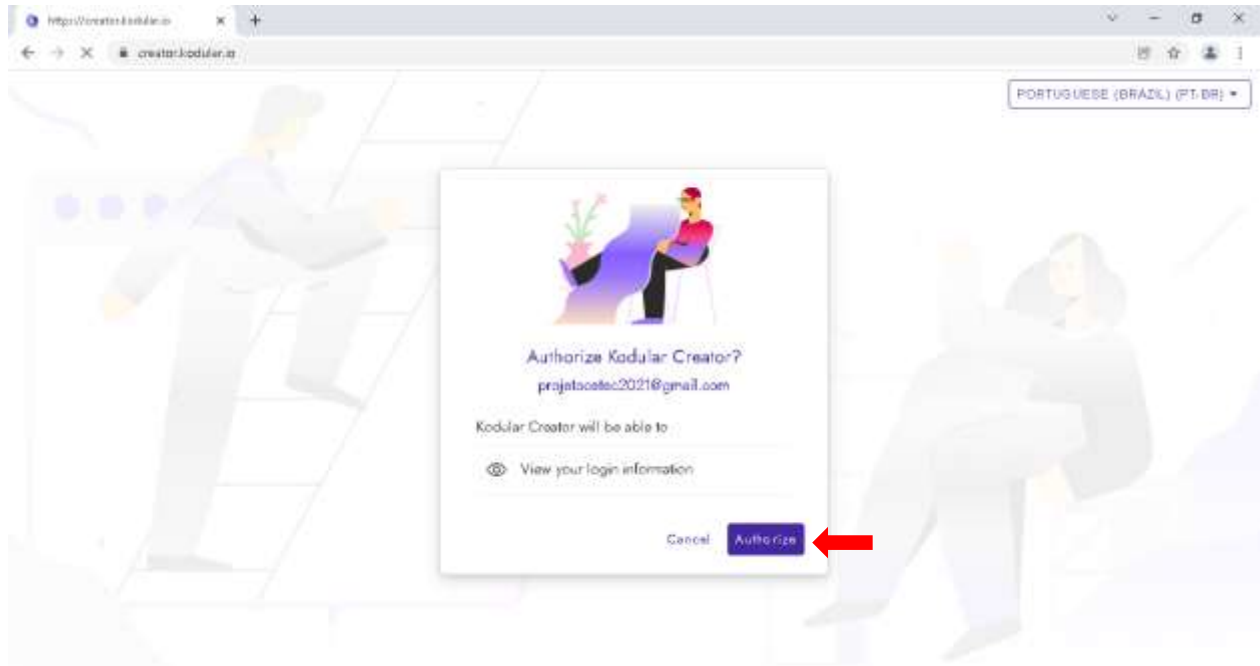 https://creator.kodular.io
creator.kodular.io
PORTUGUESE (BRAZIL) (PT-BR)
Authorize Kodular Creator?
projetocetec2021@gmail.com
Kodular Creator will be able to
View your login information
Cancel Authorize